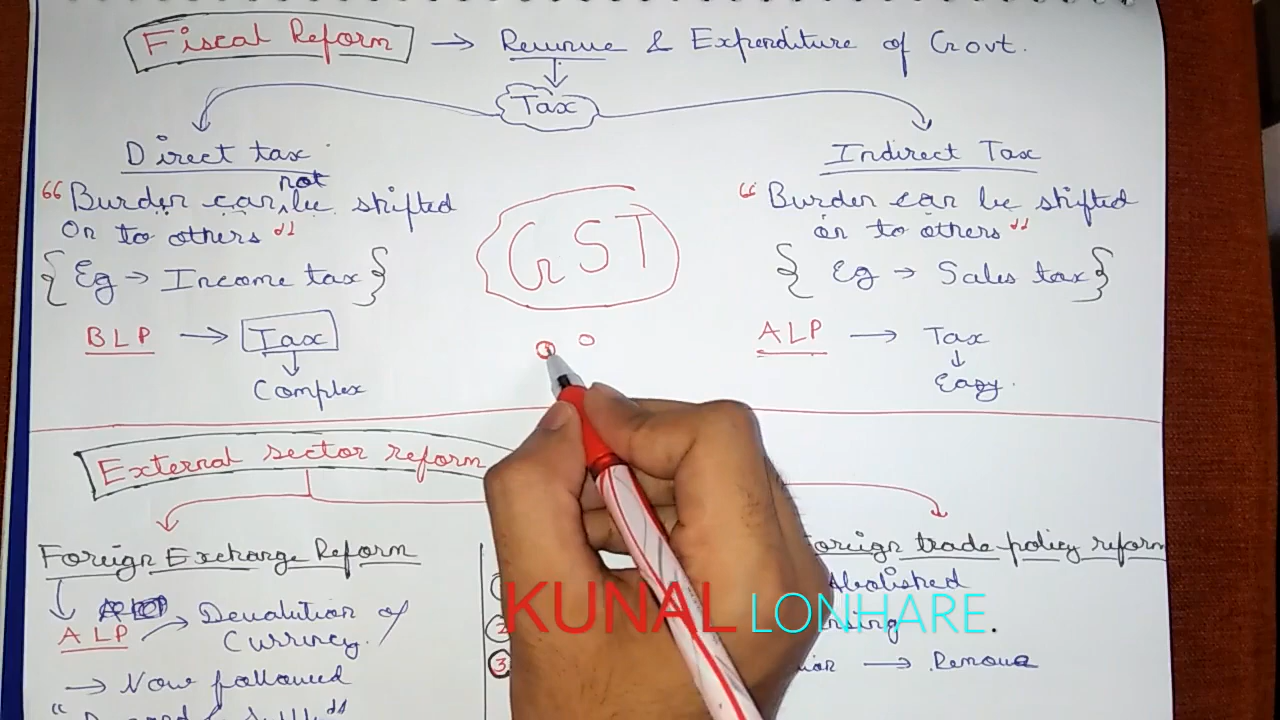 Fiscal Reform → Revenue & Expenditure of Govt.
Tax
Direct tax
“Burden can not be shifted
on to others”
{Eg → Income tax}
BLP → Tax
↓
Complex
GST
Indirect Tax
“Burden can be shifted
on to others”
{Eg → Sales tax}
ALP → Tax
↓
Easy.
External sector reform
Foreign Exchange Reform
ALP → Devalution of
Currency.
→ Now followed
Foreign trade policy reform
Abolished
2
3
→ Remove
KUNAL LONHARE.